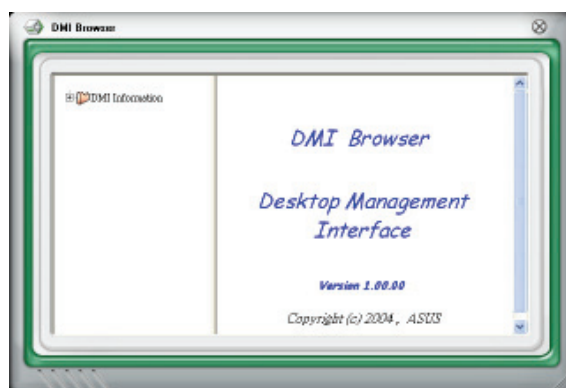 DMI Browser
DMI Information
DMI Browser
Desktop Management
Interface
Version 1.00.00
Copyright (c) 2004, ASUS